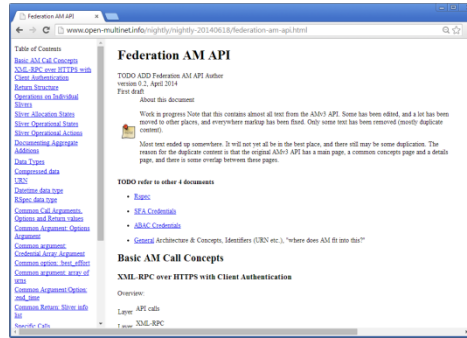 Federation AM API
www.open-multinet.info/nightly/nightly-20140618/federation-am-api.html
Table of Contents
Basic AM Call Concepts
XML-RPC over HTTPS with
Client Authentication
Return Structure
Operations on Individual
Slivers
Sliver Allocation States
Sliver Operational States
Sliver Operational Actions
Documenting Aggregate
Additions
Data Types
Compressed data
URN
Datetime data type
RSpec data type
Common Call Arguments,
Options and Return values
Common Argument: Options
Argument
Common argument:
Credential Array Argument
Common option: best_effort
Common argument: array of
urns
Common Argument/Option:
end_time
Common Return: Sliver info
list
Specific Calls
Federation AM API
TODO ADD Federation AM API Author
version 0.2, April 2014
First draft
About this document
Work in progress Note that this contains almost all text from the AMv3 API. Some has been edited, and a lot has been
moved to other places, and everywhere markup has been fixed. Only some text has been removed (mostly duplicate
content).
Most text ended up somewhere. It will not yet all be in the best place, and there still may be some duplication. The
reason for the duplicate content is that the original AMv3 API has a main page, a common concepts page and a details
page, and there is some overlap between these pages.
TODO refer to other 4 documents
Rspec
SFA Credentials
ABAC Credentials
General Architecture & Concepts, Identifiers (URN etc.), "where does AM fit into this?"
Basic AM Call Concepts
XML-RPC over HTTPS with Client Authentication
Overview:
Layer API calls
Layer XML-RPC